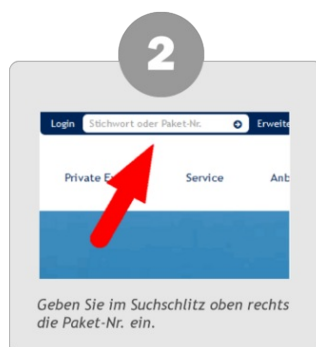 2
Login Stichwort oder Paket-Nr. Erweite
Private E Service Anb
Geben Sie im Suchschlitz oben rechts
die Paket-Nr. ein.